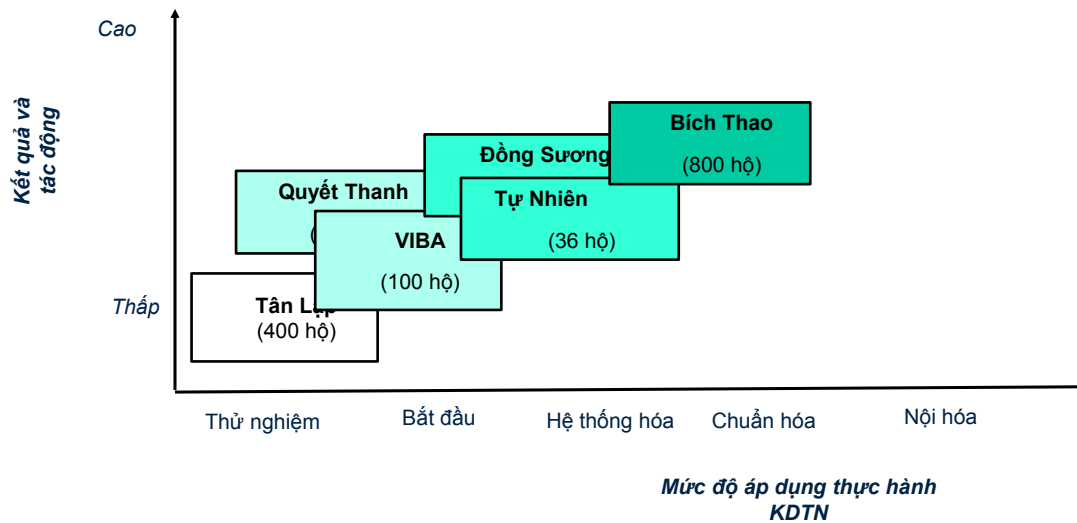 Cao
Kết quả và
tác động
Bích Thao
(800 hộ)
Đồng Sương
Quyết Thanh
Tự Nhiên
(36 hộ)
VIBA
(100 hộ)
Tân Lập
(400 hộ)
Thấp
Thử nghiệm
Bắt đầu
Hệ thống hóa
Chuẩn hóa
Nội hóa
Mức độ áp dụng thực hành
KDTN